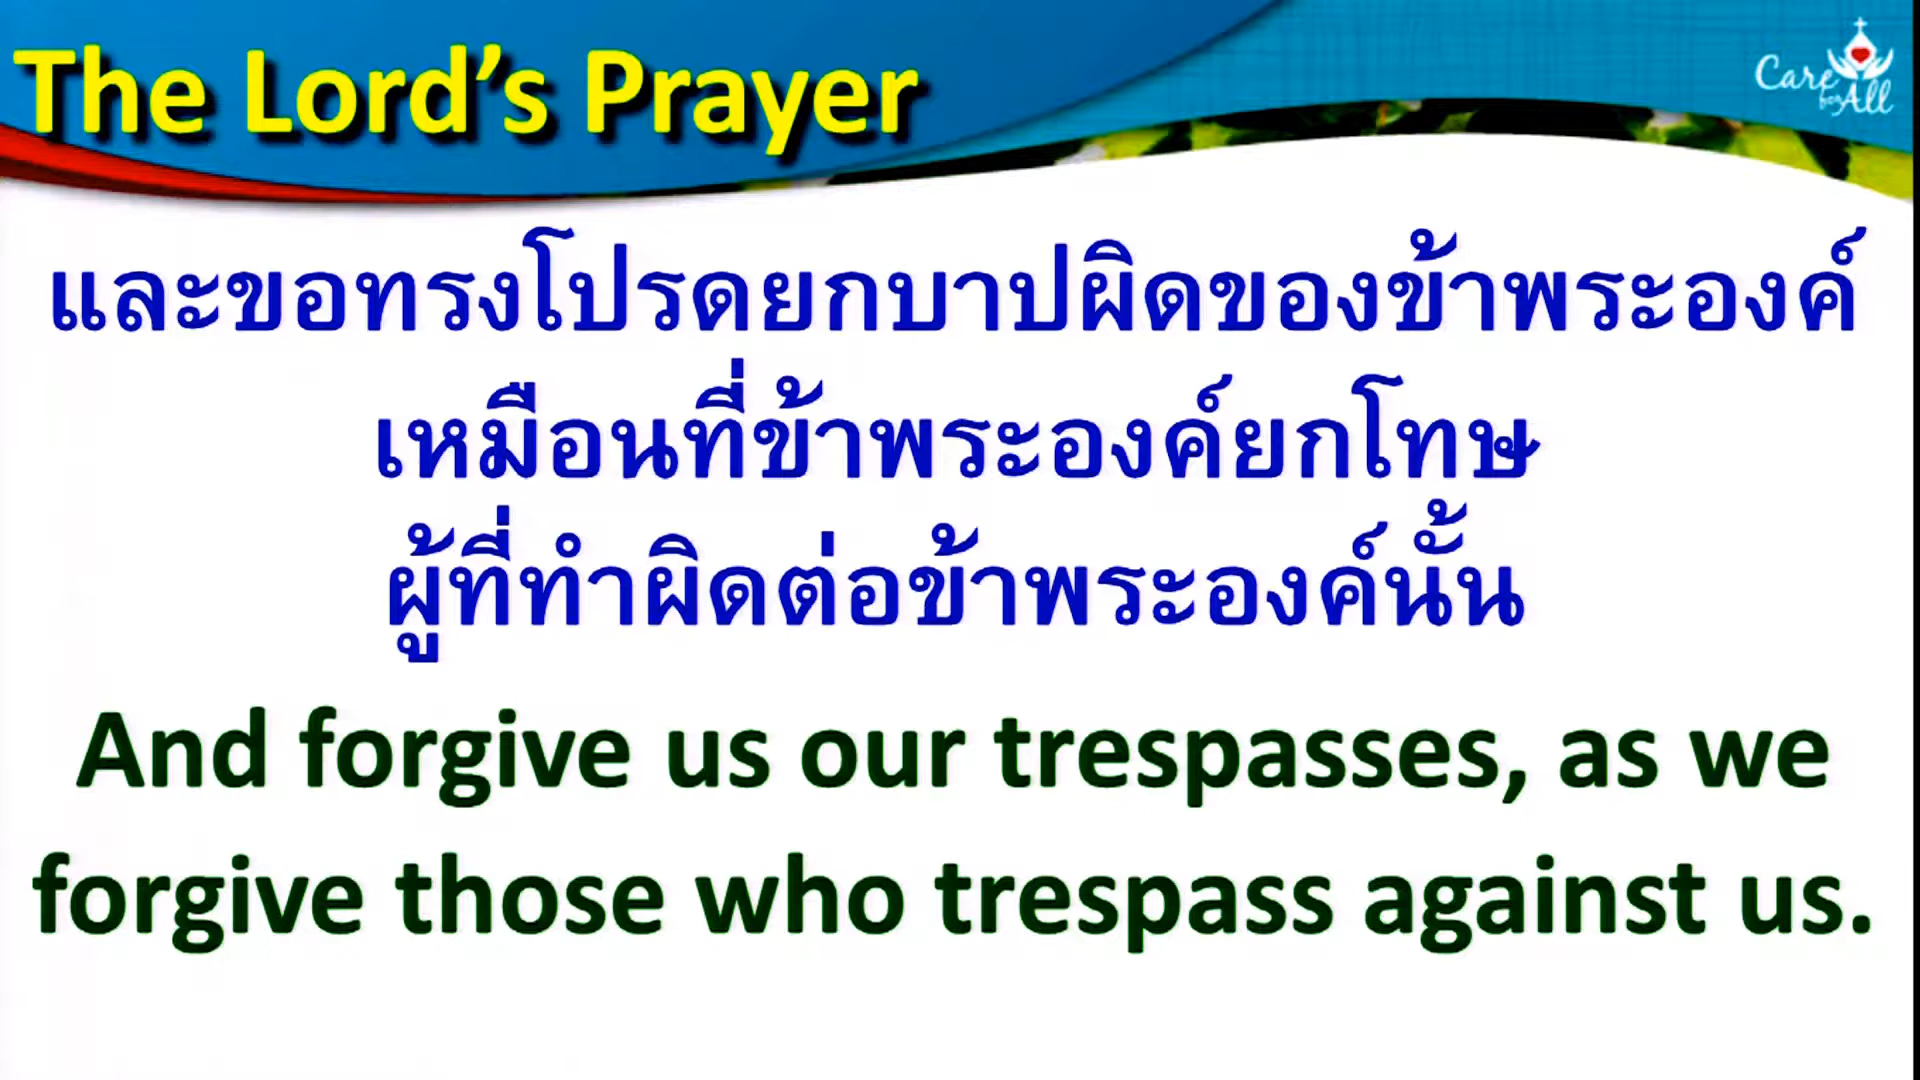 The Lord’s Prayer
Care
for All
และขอทรงโปรดยกบาปผิดของข้าพระองค์
เหมือนที่ข้าพระองค์ยกโทษ
ผู้ที่ทำผิดต่อข้าพระองค์นั้น
And forgive us our trespasses, as we
forgive those who trespass against us.